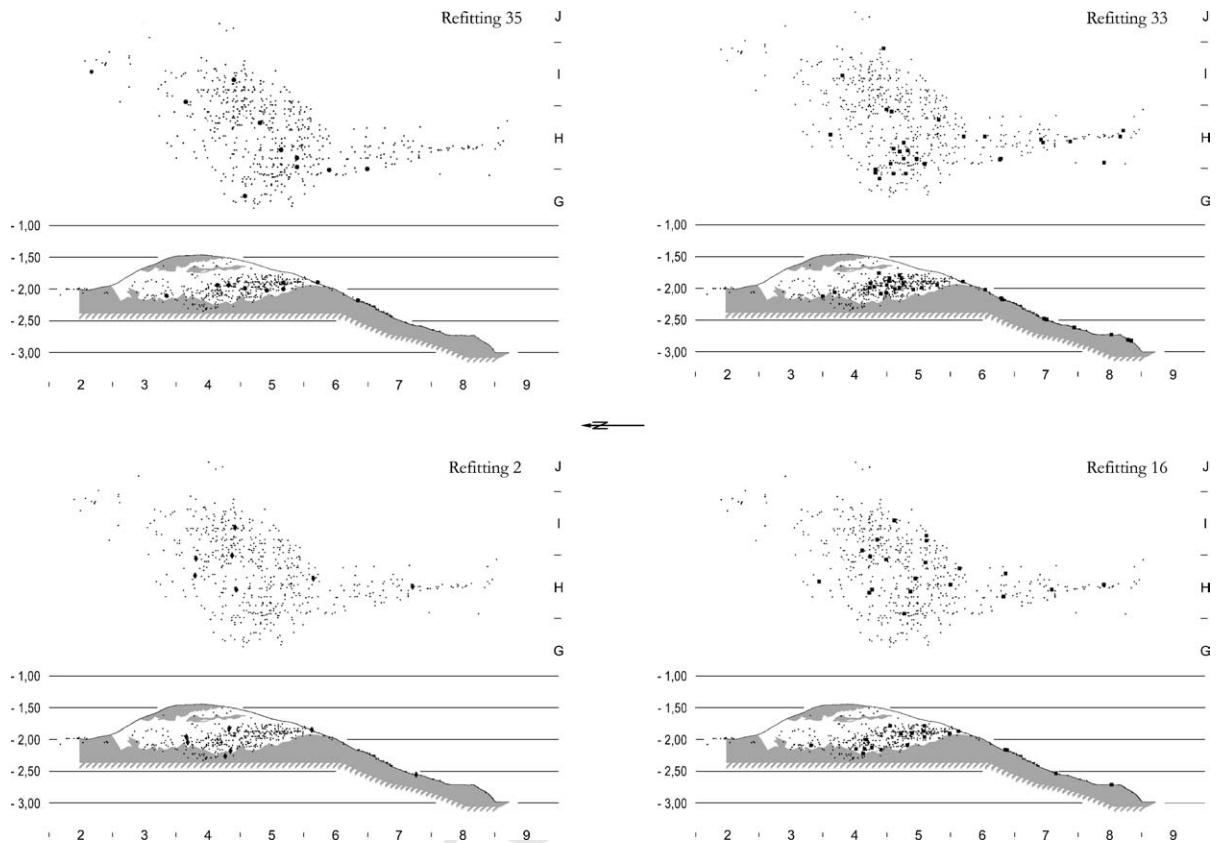 Refitting 35
J
I
H
G
- 1,00
- 1,50
- 2,00
- 2,50
- 3,00
2 3 4 5 6 7 8 9
Refitting 33
J
I
H
G
- 1,00
- 1,50
- 2,00
- 2,50
- 3,00
2 3 4 5 6 7 8 9
N
Refitting 2
J
I
H
G
- 1,00
- 1,50
- 2,00
- 2,50
- 3,00
2 3 4 5 6 7 8 9
Refitting 16
J
I
H
G
- 1,00
- 1,50
- 2,00
- 2,50
- 3,00
2 3 4 5 6 7 8 9